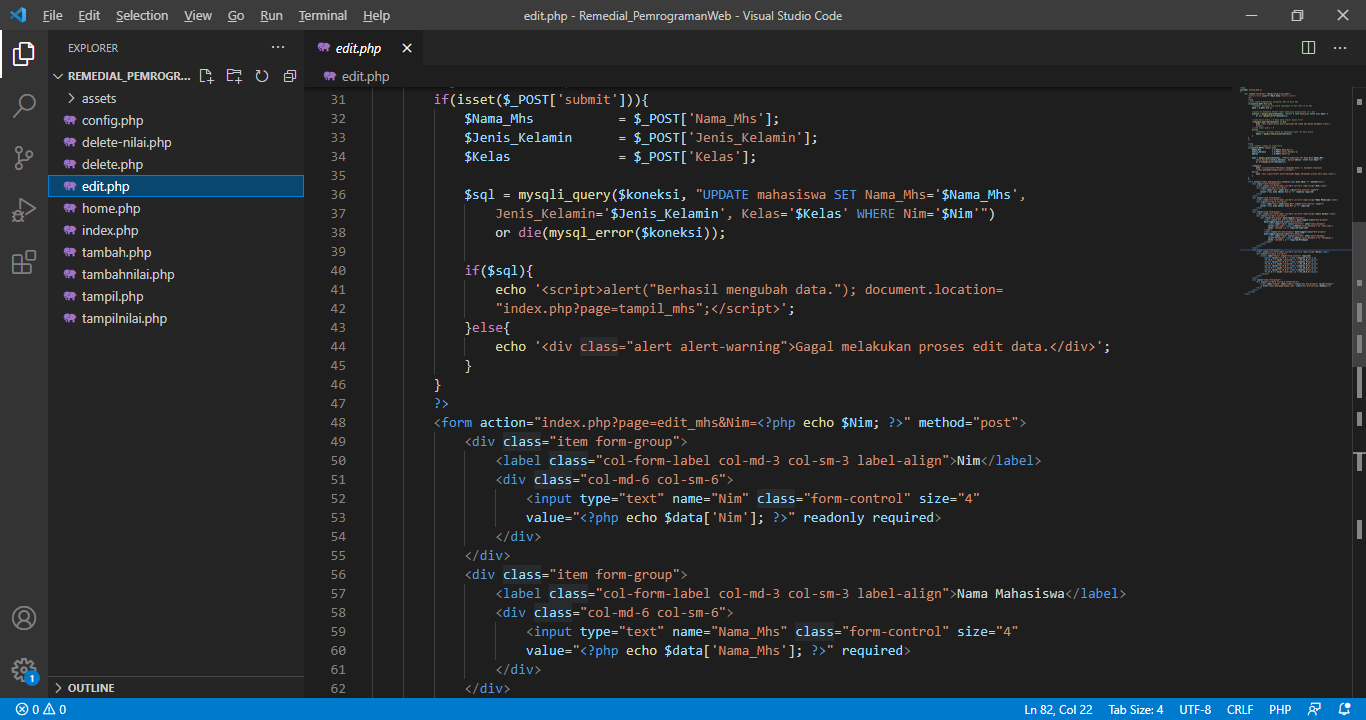 File Edit Selection View Go Run Terminal Help
edit.php - Remedial_PemrogramanWeb - Visual Studio Code
EXPLORER
REMEDIAL_PEMROGR...
assets
config.php
delete-nilai.php
delete.php
edit.php
home.php
index.php
tambah.php
tambahnilai.php
tampil.php
tampilnilai.php
OUTLINE
edit.php
edit.php
31 if(isset($_POST['submit'])){
32 $Nama_Mhs = $_POST['Nama_Mhs'];
33 $Jenis_Kelamin = $_POST['Jenis_Kelamin'];
34 $Kelas = $_POST['Kelas'];
35
36 $sql = mysqli_query($koneksi, "UPDATE mahasiswa SET Nama_Mhs='$Nama_Mhs',
37 Jenis_Kelamin='$Jenis_Kelamin', Kelas='$Kelas' WHERE Nim='$Nim'")
38 or die(mysql_error($koneksi));
39
40 if($sql){
41 echo '<script>alert("Berhasil mengubah data."); document.location=
42 "index.php?page=tampil_mhs";</script>';
43 }else{
44 echo '<div class="alert alert-warning">Gagal melakukan proses edit data.</div>';
45 }
46 }
47 ?>
48 <form action="index.php?page=edit_mhs&Nim=<?php echo $Nim; ?>" method="post">
49 <div class="item form-group">
50 <label class="col-form-label col-md-3 col-sm-3 label-align">Nim</label>
51 <div class="col-md-6 col-sm-6">
52 <input type="text" name="Nim" class="form-control" size="4"
53 value="<?php echo $data['Nim']; ?>" readonly required>
54 </div>
55 </div>
56 <div class="item form-group">
57 <label class="col-form-label col-md-3 col-sm-3 label-align">Nama Mahasiswa</label>
58 <div class="col-md-6 col-sm-6">
59 <input type="text" name="Nama_Mhs" class="form-control" size="4"
60 value="<?php echo $data['Nama_Mhs']; ?>" required>
61 </div>
62 </div>
1
0 0 Ln 82, Col 22 Tab Size: 4 UTF-8 CRLF PHP